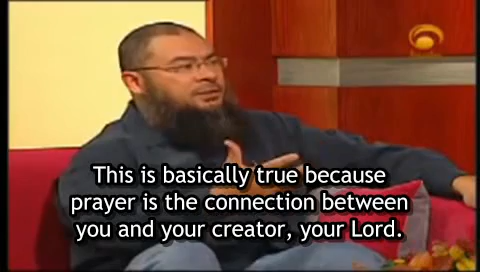 This is basically true because
prayer is the connection between
you and your creator, your Lord.